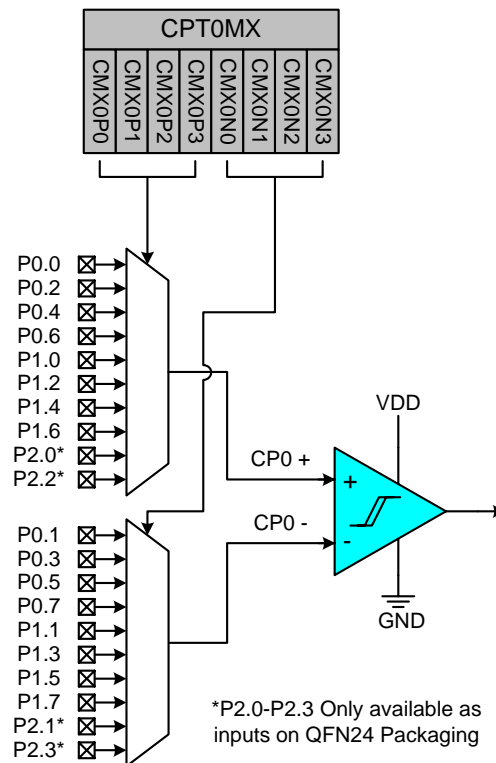 CPT0MX
CMX0P0
CMX0P1
CMX0P2
CMX0P3
CMX0N0
CMX0N1
CMX0N2
CMX0N3
P0.0
P0.2
P0.4
P0.6
P1.0
P1.2
P1.4
P1.6
P2.0*
P2.2*
VDD
CP0 +
+
CP0 -
-
GND
P0.1
P0.3
P0.5
P0.7
P1.1
P1.3
P1.5
P1.7
P2.1*
P2.3*
*P2.0-P2.3 Only available as
inputs on QFN24 Packaging